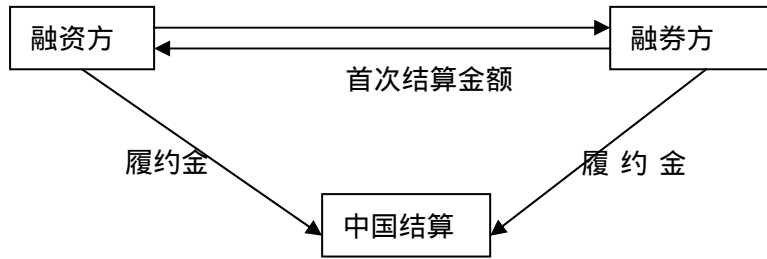 融资方
融券方
首次结算金额
履约金
履 约 金
中国结算